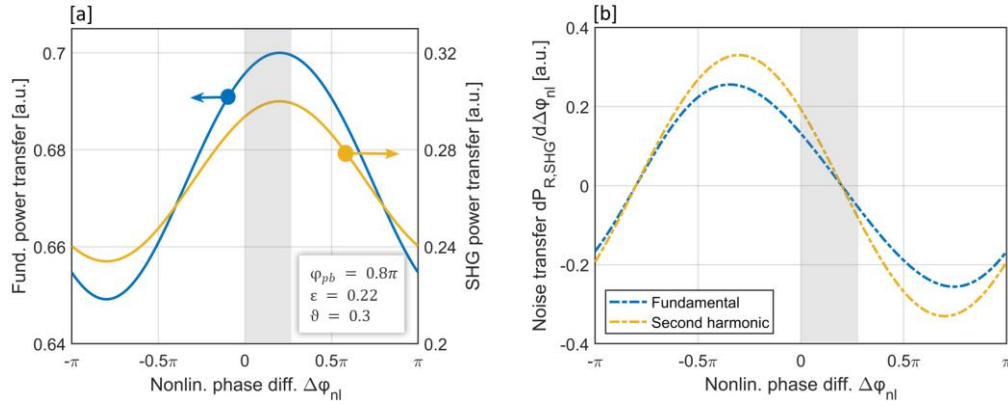 [a]
Fund. power transfer [a.u.]
0.7
0.68
0.66
0.64
SHG power transfer [a.u.]
0.32
0.28
0.24
0.2
φpb = 0.8π
ε = 0.22
ϑ = 0.3
-π
-0.5π
0
0.5π
π
Nonlin. phase diff. Δφnl
[b]
Noise transfer dPR,SHG/dΔφnl [a.u.]
0.4
0.2
0
-0.2
-0.4
Fundamental
Second harmonic
-π
-0.5π
0
0.5π
π
Nonlin. phase diff. Δφnl